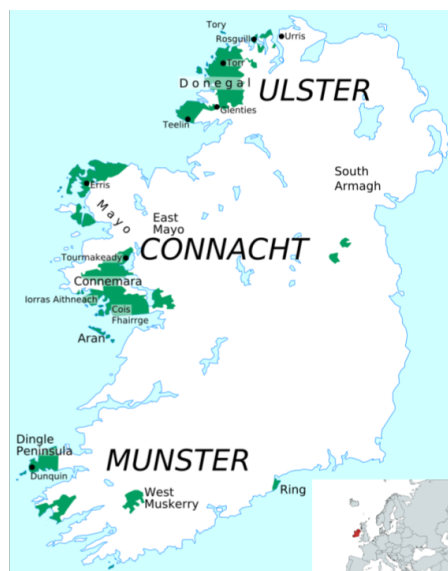 Tory
Rosguill
Urris
Torr
Donegal
ULSTER
Glenties
Teelin
South
Armagh
Erris
Mayo
East
Mayo
CONNACHT
Tourmakeady
Connemara
Iorras Aithneach
Cois
Fhairrge
Aran
Dingle
Peninsula
Dunquin
MUNSTER
West
Muskerry
Ring